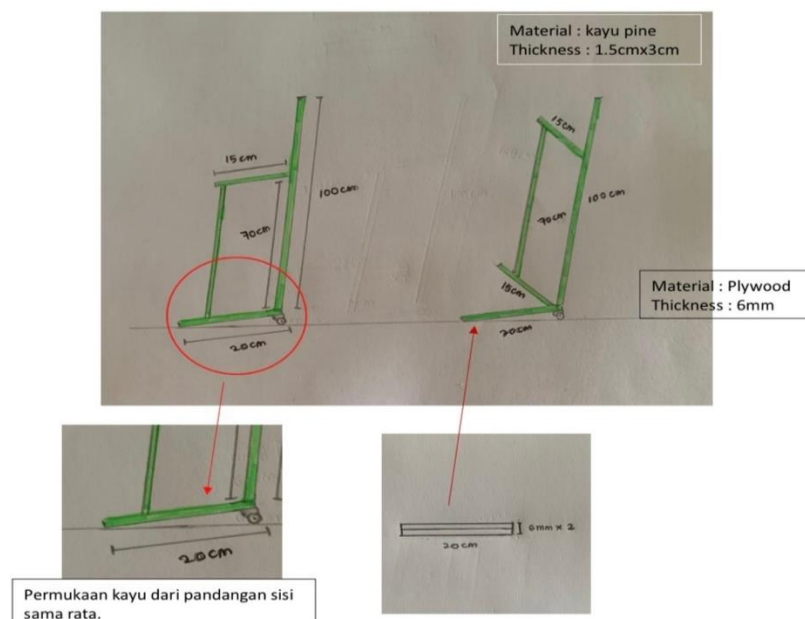 Material : kayu pine
Thickness : 1.5cmx3cm
15cm
70cm
100cm
20cm
15cm
70cm
100cm
15cm
20cm
Material : Plywood
Thickness : 6mm
20cm
6mm x 2
20cm
Permukaan kayu dari pandangan sisi
sama rata.